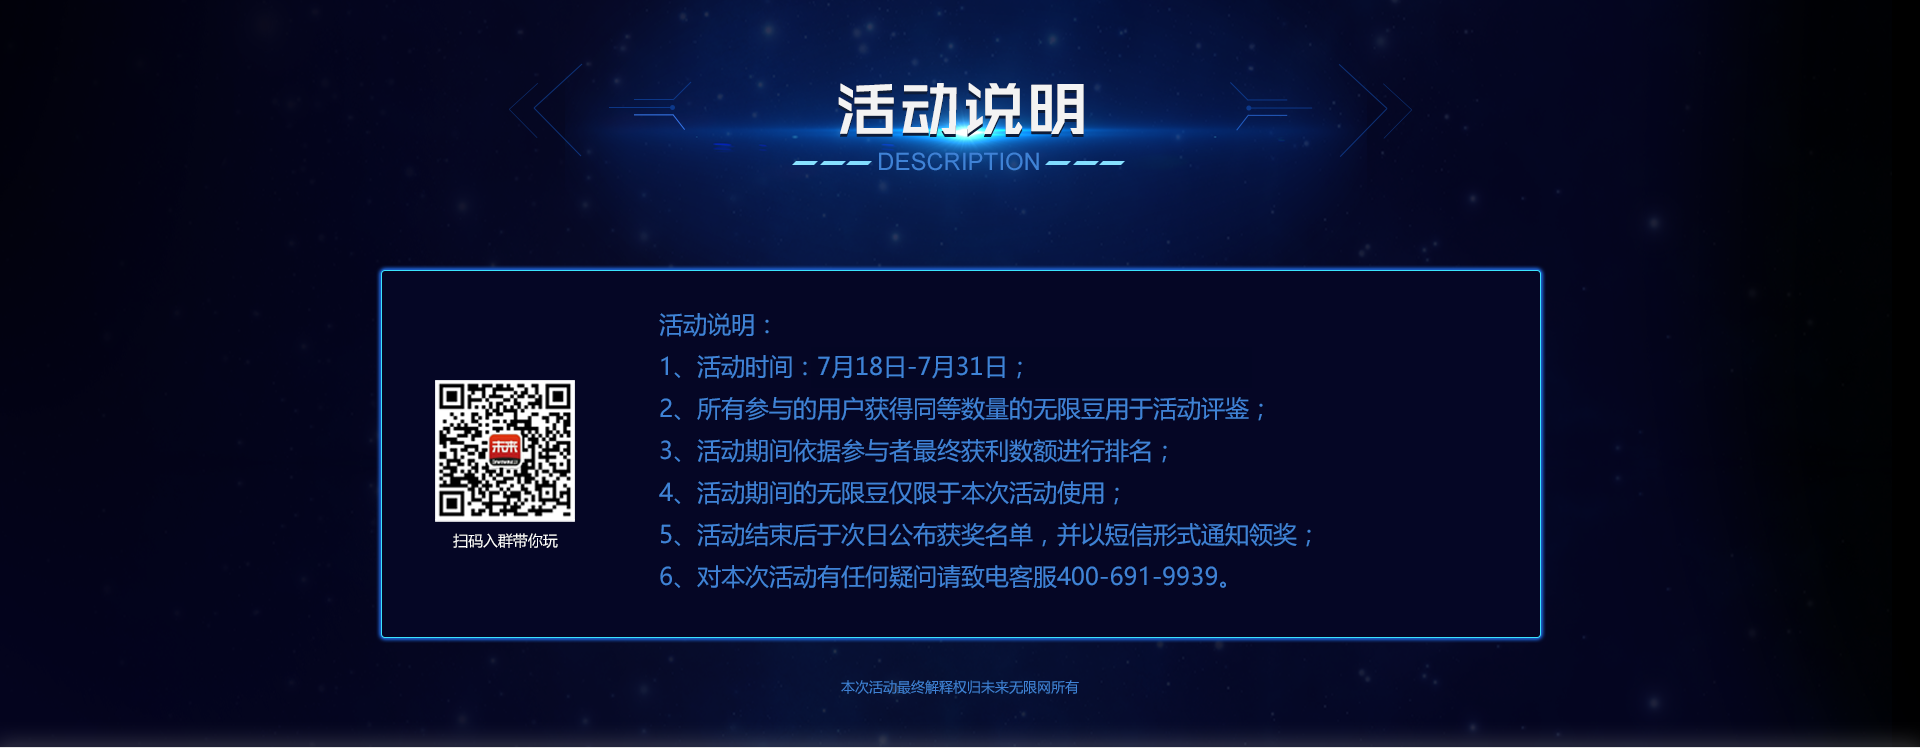 活动说明
DESCRIPTION
活动说明：
1、活动时间：7月18日-7月31日；
2、所有参与的用户获得同等数量的无限豆用于活动评鉴；
3、活动期间依据参与者最终获利数额进行排名；
4、活动期间的无限豆仅限于本次活动使用；
5、活动结束后于次日公布获奖名单，并以短信形式通知领奖；
6、对本次活动有任何疑问请致电客服400-691-9939。
未来
扫码入群带你玩
本次活动最终解释权归未来无限网所有